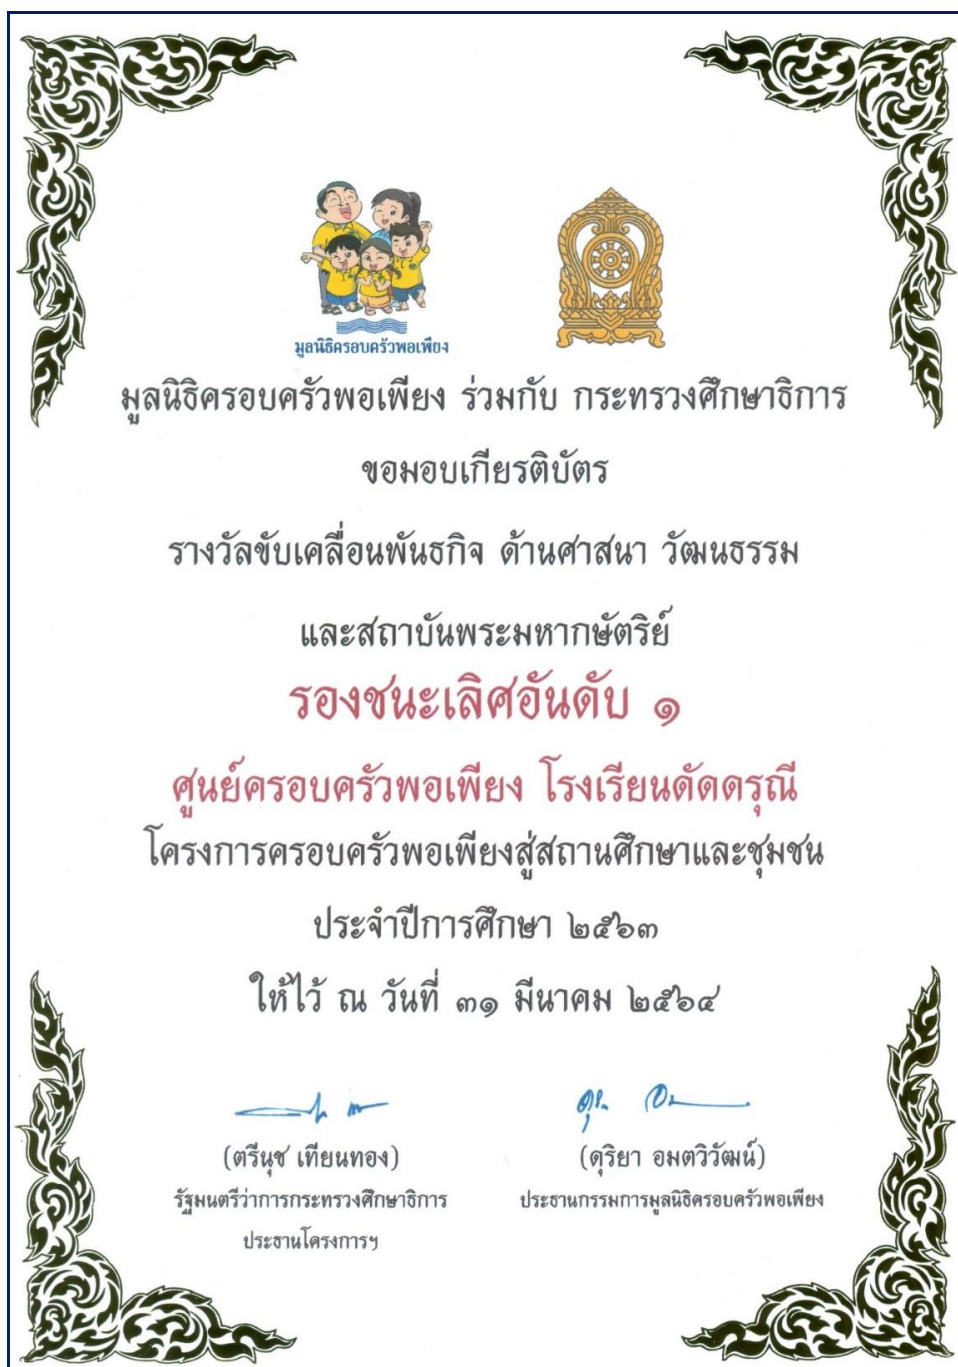 มูลนิธิครอบครัวพอเพียง
มูลนิธิครอบครัวพอเพียง ร่วมกับ กระทรวงศึกษาธิการ
ขอมอบเกียรติบัตร
รางวัลขับเคลื่อนพันธกิจ ด้านศาสนา วัฒนธรรม
และสถาบันพระมหากษัตริย์
รองชนะเลิศอันดับ ๑
ศูนย์ครอบครัวพอเพียง โรงเรียนดัดดรุณี
โครงการครอบครัวพอเพียงสู่สถานศึกษาและชุมชน
ประจำปีการศึกษา ๒๕๖๓
ให้ไว้ ณ วันที่ ๓๑ มีนาคม ๒๕๖๔
(ตรีนุช เทียนทอง) (ดุริยา อมตวิวัฒน์)
รัฐมนตรีว่าการกระทรวงศึกษาธิการ ประธานกรรมการมูลนิธิครอบครัวพอเพียง
ประธานโครงการฯ